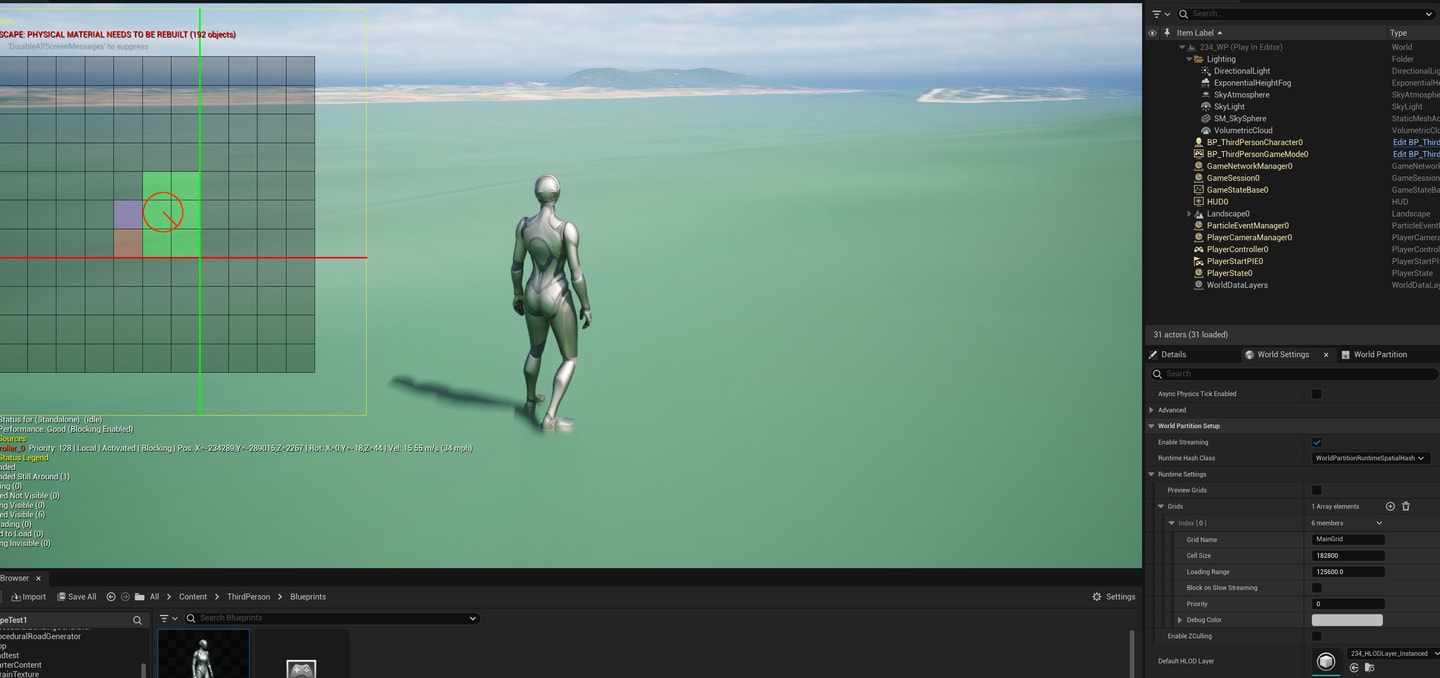 SCAPE: PHYSICAL MATERIAL NEEDS TO BE REBUILT (192 objects)
'DisableAllScreenMessages' to suppress
Status for (Standalone): (Idle)
Performance: Good (Blocking Enabled)
Sources
roller_0 Priority: 128 | Local | Activated | Blocking | Pos: X=-234289,Y=-289015,Z=2267 | Rot: X=0,Y=-18,Z=44 | Vel: 15.55 m/s (34 mph)
Status Legend
aded
aded Still Around (1)
ing (0)
ed Not Visible (0)
ng Visible (0)
ed Visible (6)
eading (0)
d to Load (0)
ng Invisible (0)
Search...
Item Label Type
234_WP (Play In Editor) World
Lighting Folder
DirectionalLight DirectionalLig
ExponentialHeightFog ExponentialHe
SkyAtmosphere SkyAtmosphere
SkyLight SkyLight
SM_SkySphere StaticMeshAc
VolumetricCloud VolumetricClo
BP_ThirdPersonCharacter0 Edit BP_Third
BP_ThirdPersonGameMode0 Edit BP_Third
GameNetworkManager0 GameNetwork
GameSession0 GameSession
GameStateBase0 GameStateBa
HUD0 HUD
Landscape0 Landscape
ParticleEventManager0 ParticleEvent
PlayerCameraManager0 PlayerCamera
PlayerController0 PlayerControl
PlayerStartPIE0 PlayerStartPI
PlayerState0 PlayerState
WorldDataLayers WorldDataLay
31 actors (31 loaded)
Details World Settings × World Partition
Search
Async Physics Tick Enabled
Advanced
World Partition Setup
Enable Streaming
Runtime Hash Class WorldPartitionRuntimeSpatialHash
Runtime Settings
Preview Grids
Grids 1 Array elements
Index [ 0 ] 6 members
Grid Name MainGrid
Cell Size 182800
Loading Range 125600.0
Block on Slow Streaming
Priority 0
Debug Color
Enable ZCulling
Default HLOD Layer 234_HLODLayer_Instanced
Browser ×
Import Save All All > Content > ThirdPerson > Blueprints Settings
peTest1 Search Blueprints
oceduralRoadGenerator
op
ndtest
arterContent
rainTexture